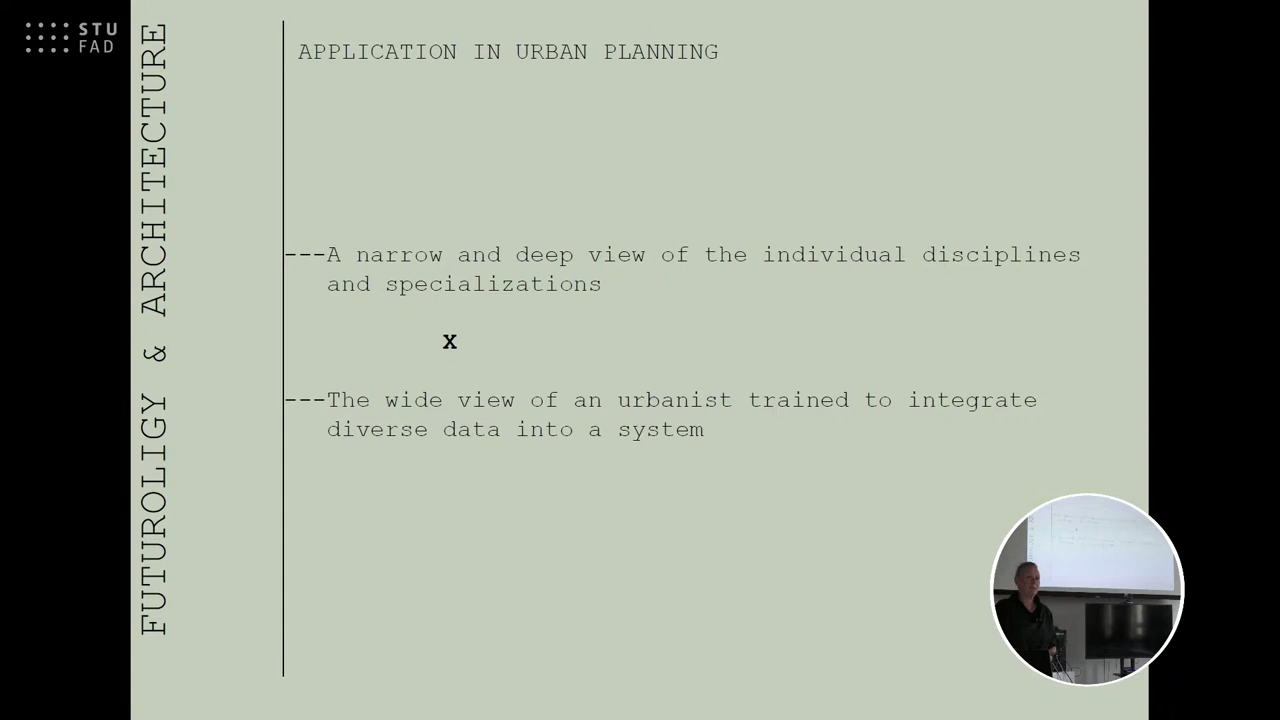 STU
FAD
FUTUROLIGY & ARCHITECTURE
APPLICATION IN URBAN PLANNING
---A narrow and deep view of the individual disciplines
and specializations
X
---The wide view of an urbanist trained to integrate
diverse data into a system